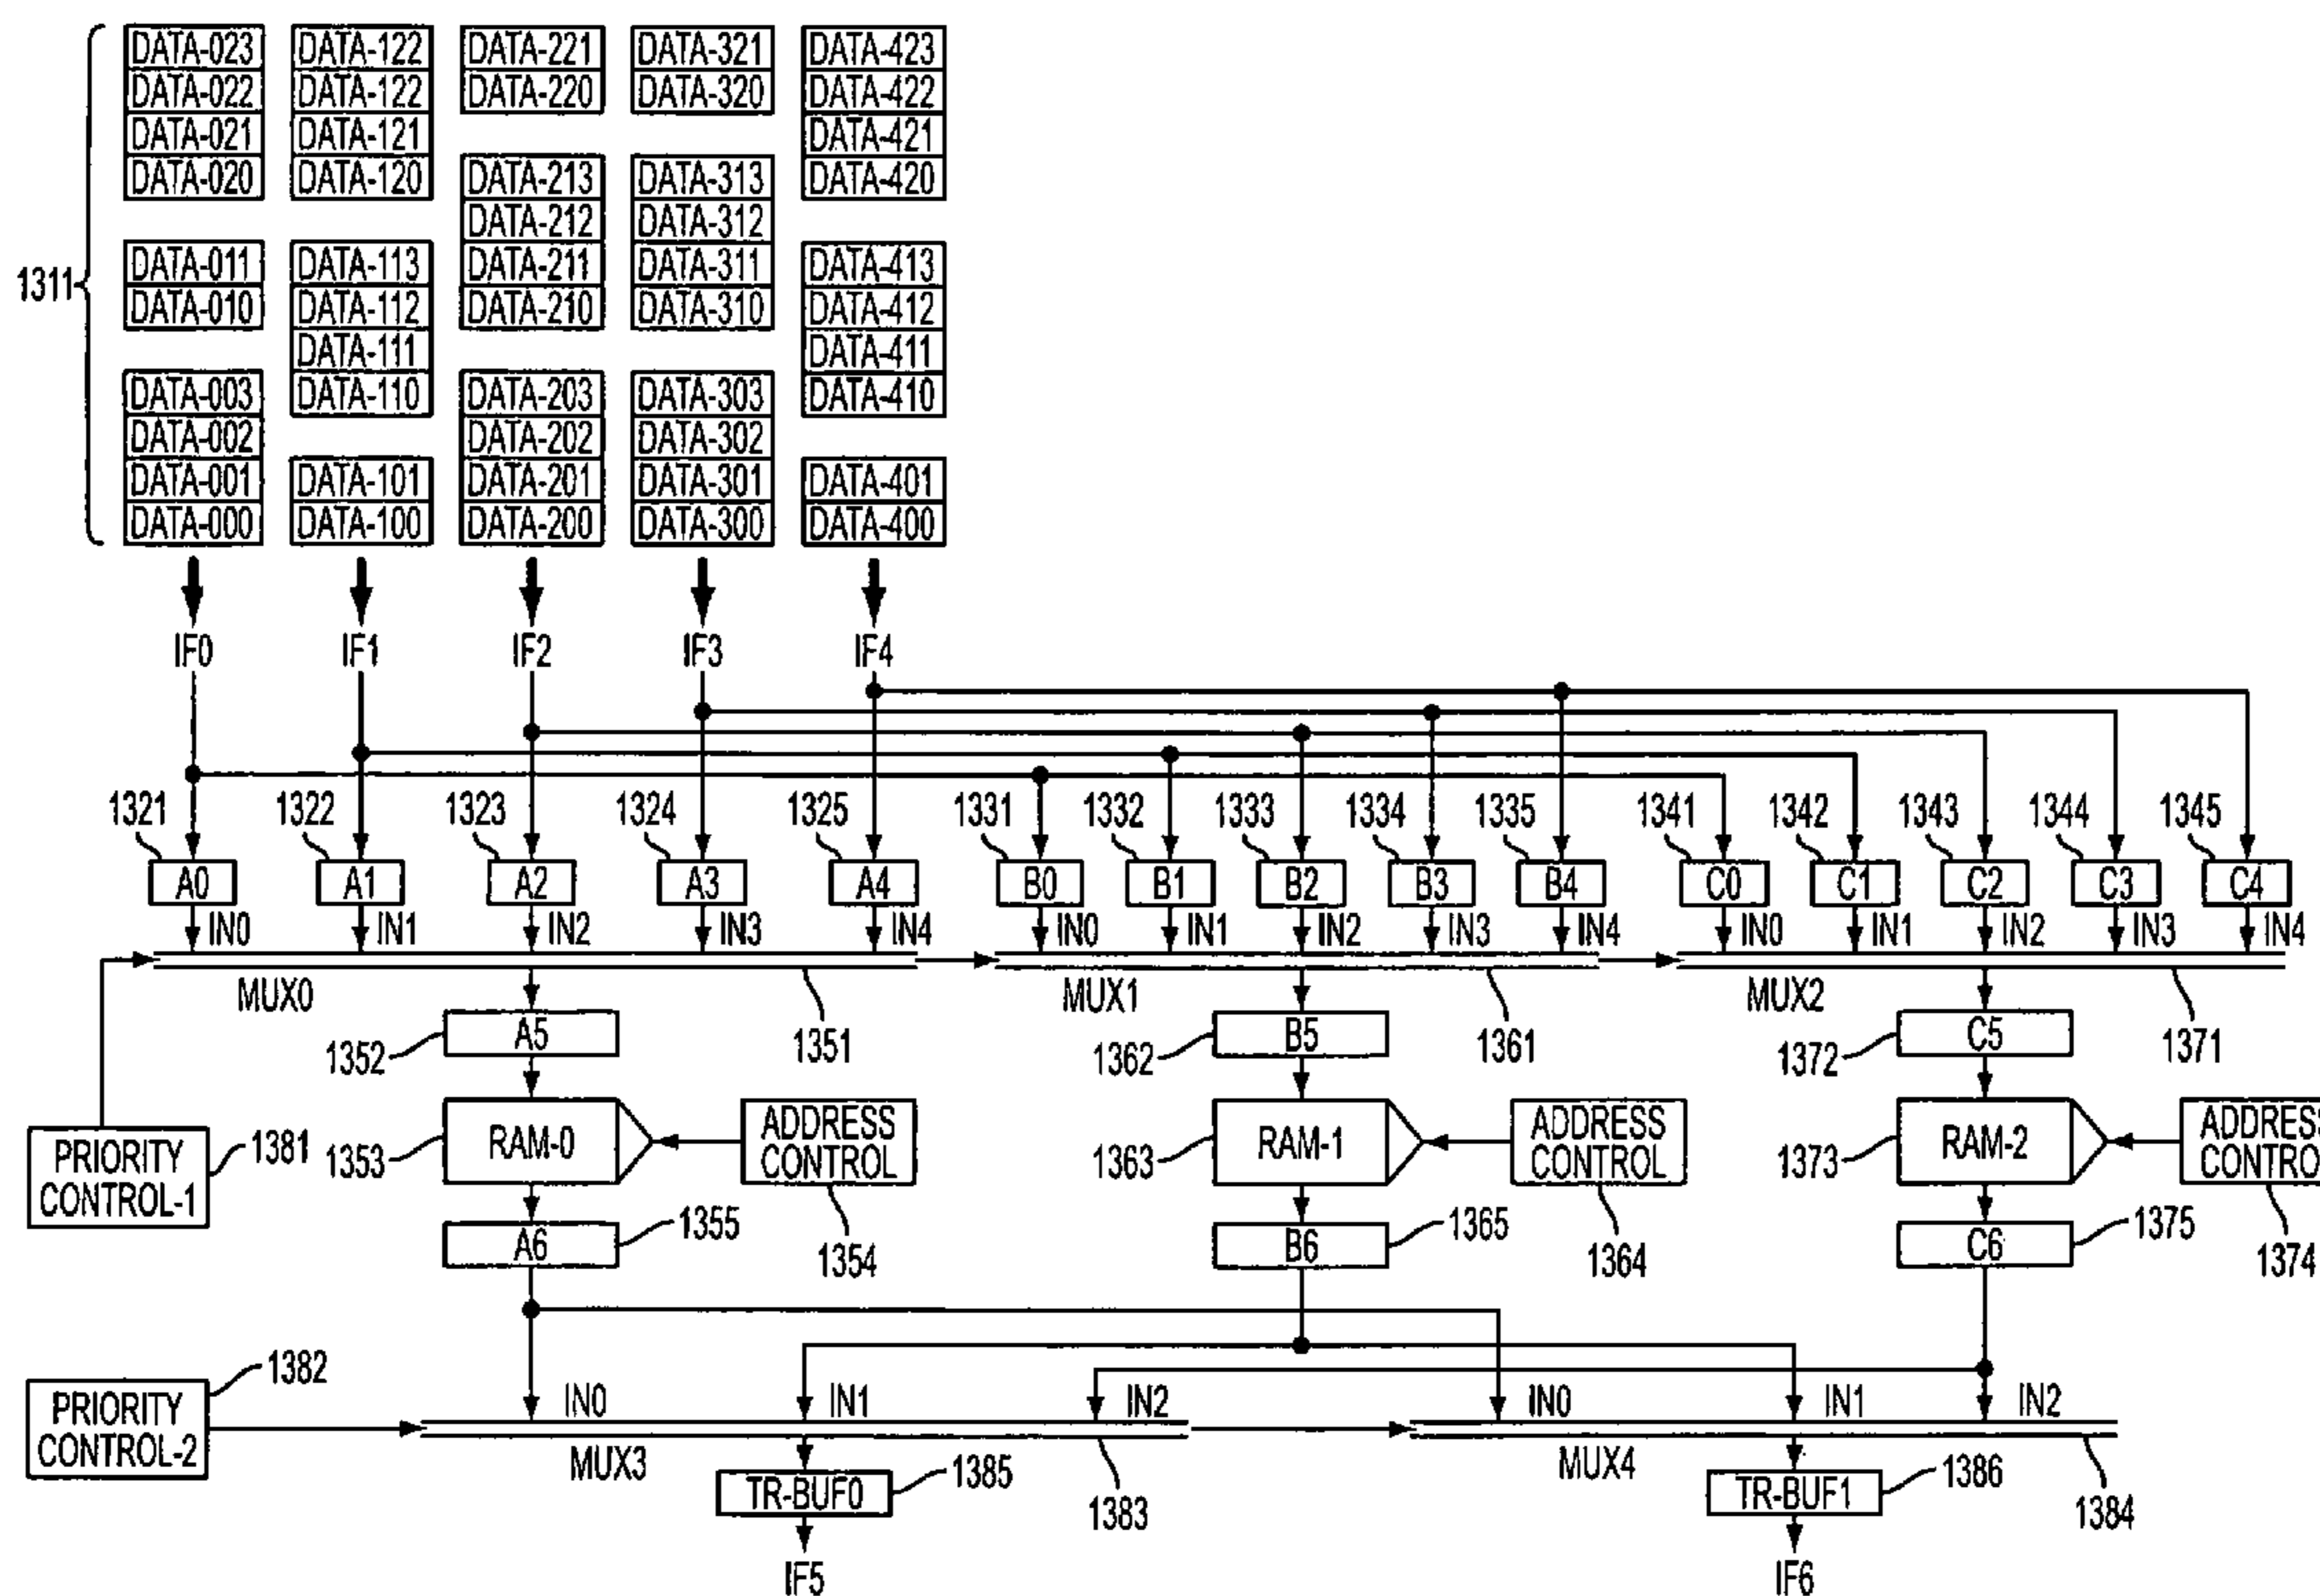 DATA-023 DATA-122 DATA-221 DATA-321 DATA-423
DATA-022 DATA-122 DATA-220 DATA-320 DATA-422
DATA-021 DATA-121 DATA-421
DATA-020 DATA-120 DATA-213 DATA-313 DATA-420
DATA-212 DATA-312
1311 DATA-011 DATA-113 DATA-211 DATA-311 DATA-413
DATA-010 DATA-112 DATA-210 DATA-310 DATA-412
DATA-111 DATA-411
DATA-003 DATA-110 DATA-203 DATA-303 DATA-410
DATA-002 DATA-202 DATA-302
DATA-001 DATA-101 DATA-201 DATA-301 DATA-401
DATA-000 DATA-100 DATA-200 DATA-300 DATA-400
IF0 IF1 IF2 IF3 IF4
1321 1322 1323 1324 1325 1331 1332 1333 1334 1335 1341 1342 1343 1344 1345
A0 A1 A2 A3 A4 B0 B1 B2 B3 B4 C0 C1 C2 C3 C4
IN0 IN1 IN2 IN3 IN4 IN0 IN1 IN2 IN3 IN4 IN0 IN1 IN2 IN3 IN4
MUX0 MUX1 MUX2
1352 A5 1351 1362 B5 1361 1372 C5 1371
PRIORITY
CONTROL-1
1381
1353 RAM-0
ADDRESS
CONTROL
1363 RAM-1
ADDRESS
CONTROL
1373 RAM-2
ADDRES
CONTRO
A6 1355 1354 B6 1365 1364 C6 1375 1374
PRIORITY
CONTROL-2
1382
IN0 IN1 IN2 IN0 IN1 IN2
MUX3 MUX4
TR-BUF0 1385 1383 TR-BUF1 1386 1384
IF5 IF6